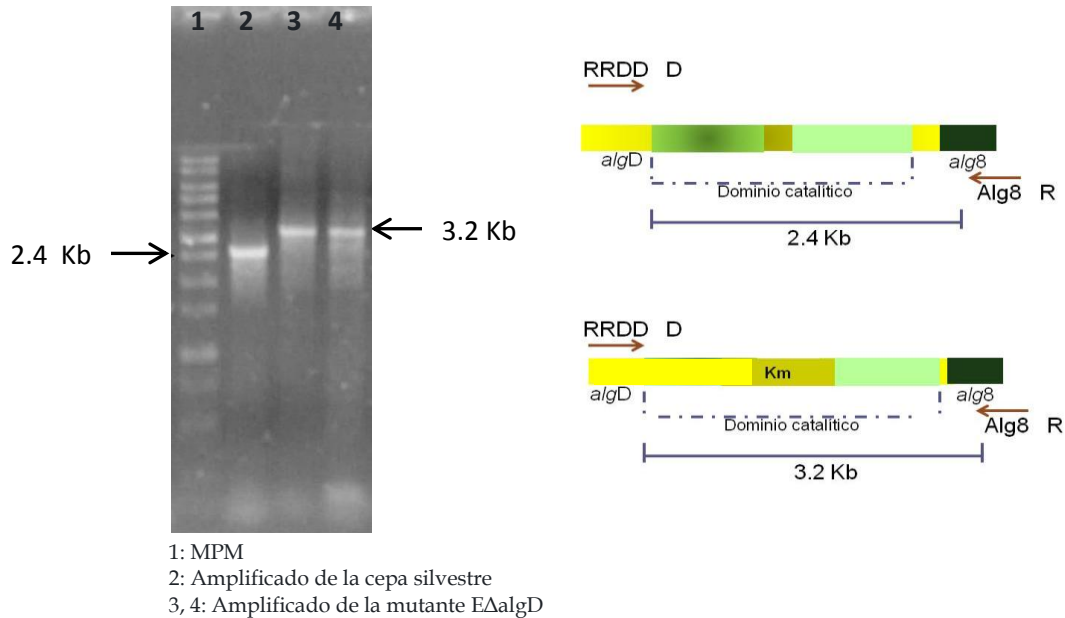 1 2 3 4
2.4 Kb
3.2 Kb
1: MPM
2: Amplificado de la cepa silvestre
3, 4: Amplificado de la mutante EΔalgD
RRDD D
algD
alg8
Dominio catalítico
Alg8 R
2.4 Kb
RRDD D
Km
algD
alg8
Dominio catalítico
Alg8 R
3.2 Kb